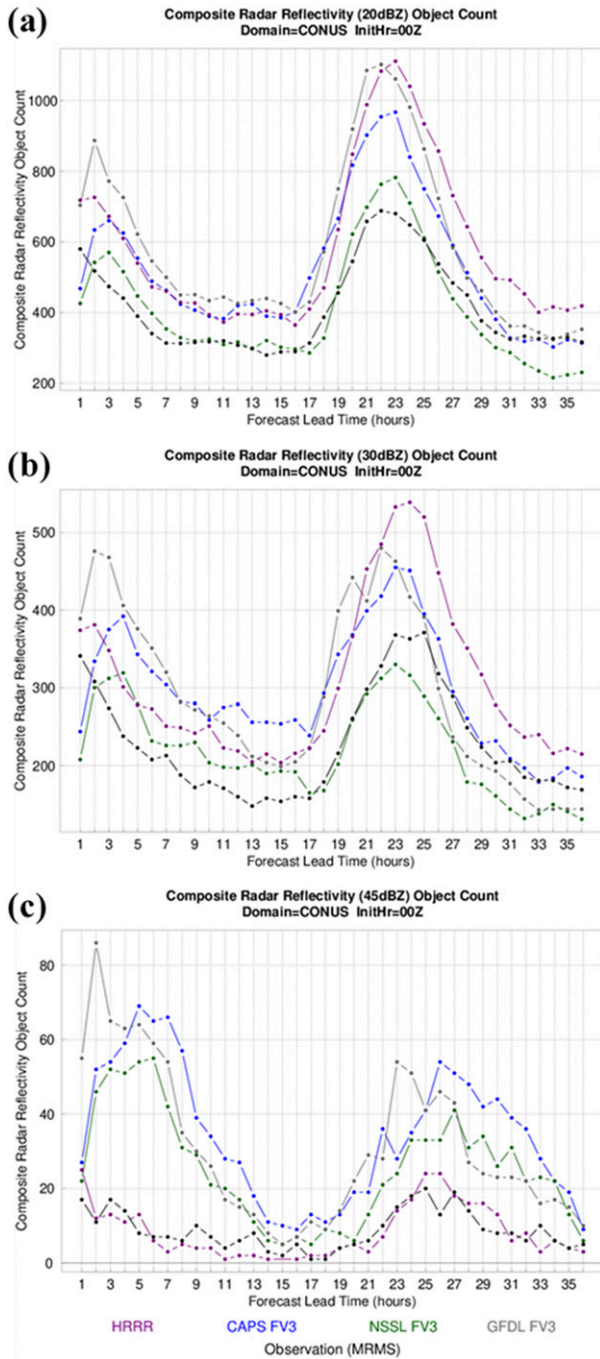 (a)
Composite Radar Reflectivity (20dBZ) Object Count
Domain=CONUS InitHr=00Z
Composite Radar Reflectivity Object Count
1000
800
600
400
200
1 3 5 7 9 11 13 15 17 19 21 23 25 27 29 31 33 35
Forecast Lead Time (hours)
(b)
Composite Radar Reflectivity (30dBZ) Object Count
Domain=CONUS InitHr=00Z
Composite Radar Reflectivity Object Count
500
400
300
200
1 3 5 7 9 11 13 15 17 19 21 23 25 27 29 31 33 35
Forecast Lead Time (hours)
(c)
Composite Radar Reflectivity (45dBZ) Object Count
Domain=CONUS InitHr=00Z
Composite Radar Reflectivity Object Count
80
60
40
20
0
1 3 5 7 9 11 13 15 17 19 21 23 25 27 29 31 33 35
Forecast Lead Time (hours)
HRRR CAPS FV3 NSSL FV3 GFDL FV3
Observation (MRMS)